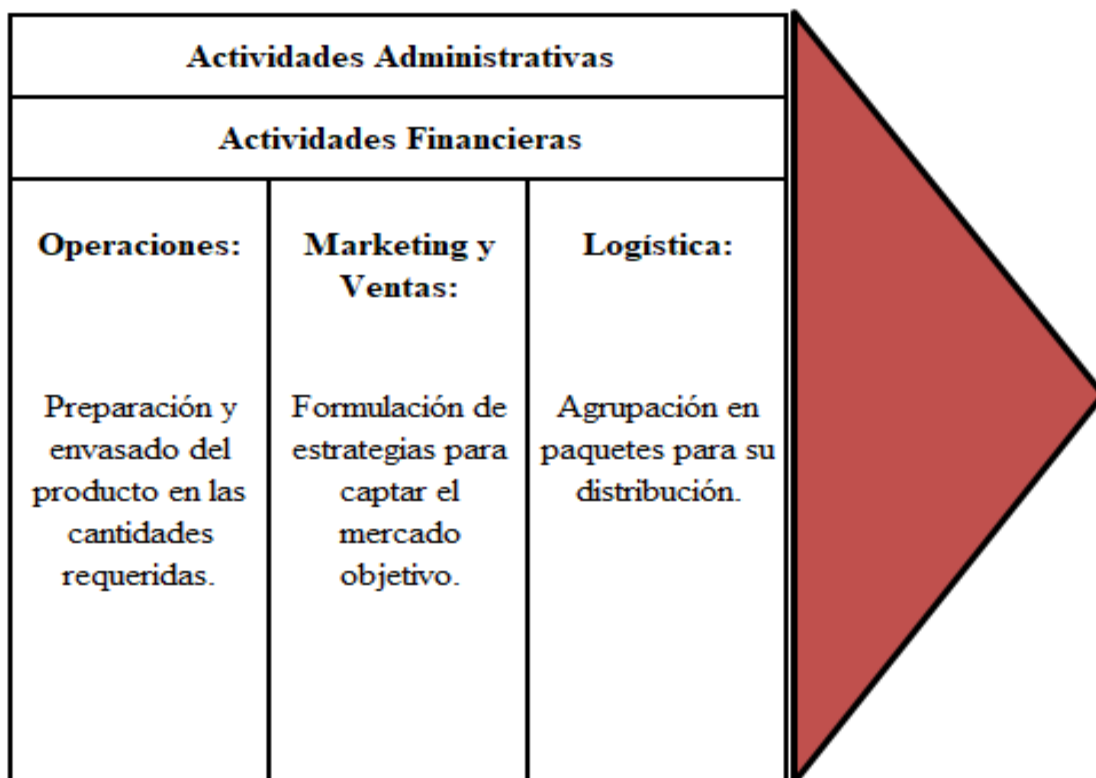 Actividades Administrativas
Actividades Financieras
Operaciones:
Preparación y
envasado del
producto en las
cantidades
requeridas.
Marketing y
Ventas:
Formulación de
estrategias para
captar el
mercado
objetivo.
Logística:
Agrupación en
paquetes para su
distribución.